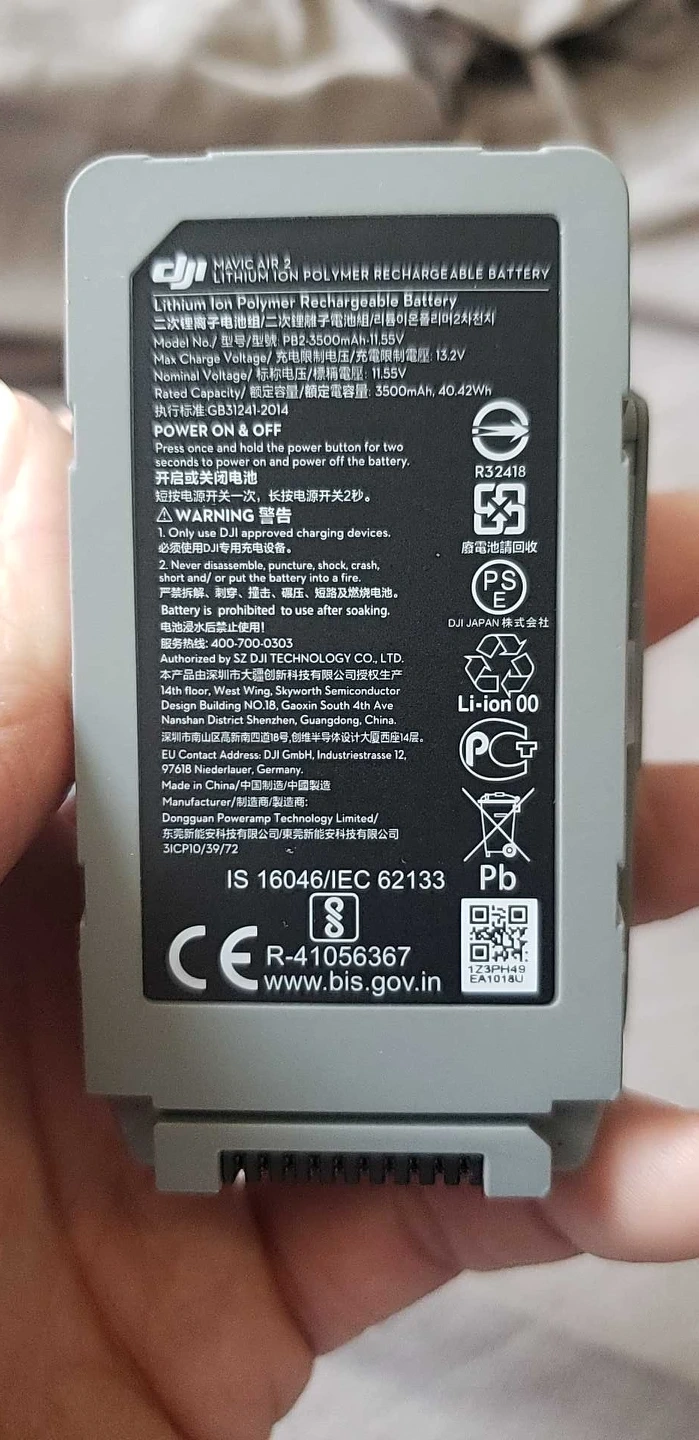 dji MAVIC AIR 2
LITHIUM ION POLYMER RECHARGEABLE BATTERY
Lithium Ion Polymer Rechargeable Battery
二次锂离子电池组/二次鋰離子電池組/리튬이온폴리머2차전지
Model No./ 型号/型號: PB2-3500mAh-11.55V
Max Charge Voltage/ 充电限制电压/充電限制電壓: 13.2V
Nominal Voltage/ 标称电压/標稱電壓: 11.55V
Rated Capacity/ 额定容量/額定電容量: 3500mAh, 40.42Wh
执行标准:GB31241-2014
POWER ON & OFF
Press once and hold the power button for two
seconds to power on and power off the battery.
开启或关闭电池
短按电源开关一次，长按电源开关2秒。
⚠WARNING 警告
1. Only use DJI approved charging devices.
必须使用DJI专用充电设备。
2. Never disassemble, puncture, shock, crash,
short and/ or put the battery into a fire.
严禁拆解、刺穿、撞击、碾压、短路及燃烧电池。
Battery is prohibited to use after soaking.
电池浸水后禁止使用!
服务热线: 400-700-0303
Authorized by SZ DJI TECHNOLOGY CO., LTD.
本产品由深圳市大疆创新科技有限公司授权生产
14th floor, West Wing, Skyworth Semiconductor
Design Building NO.18, Gaoxin South 4th Ave
Nanshan District Shenzhen, Guangdong, China.
深圳市南山区高新南四道18号,创维半导体设计大厦西座14层。
EU Contact Address: DJI GmbH, Industriestrasse 12,
97618 Niederlauer, Germany.
Made in China/中国制造/中國製造
Manufacturer/制造商/製造商:
Dongguan Poweramp Technology Limited/
东莞新能安科技有限公司/東莞新能安科技有限公司
3ICP10/39/72
R32418
廢電池請回收
PS
E
DJI JAPAN 株式会社
Li-ion 00
PCT
Pb
IS 16046/IEC 62133
CE R-41056367
www.bis.gov.in
1Z3PH49
EA1018U